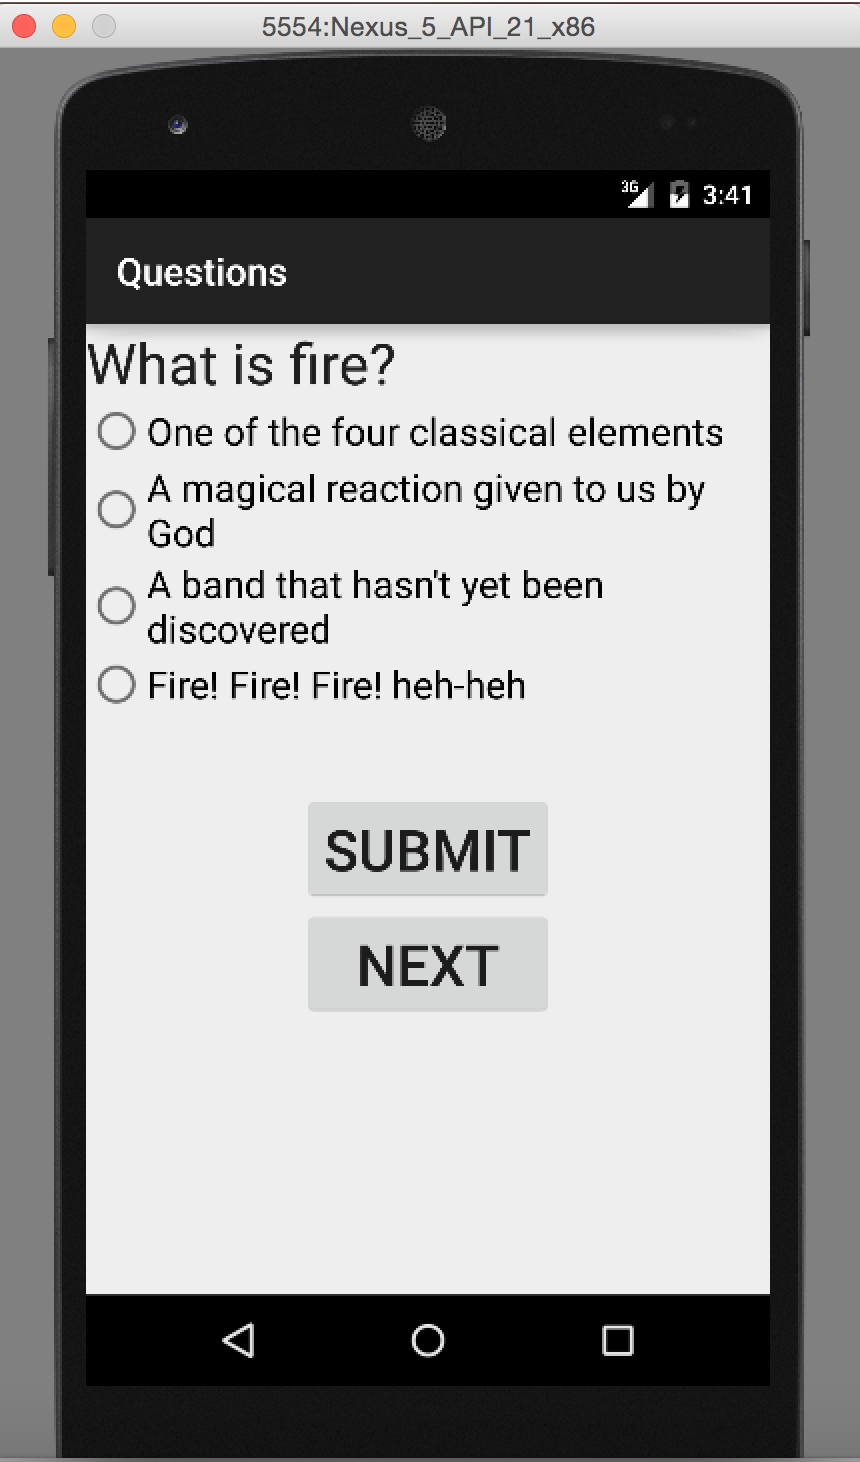 5554:Nexus_5_API_21_x86
3G 3:41
Questions
What is fire?
One of the four classical elements
A magical reaction given to us by
God
A band that hasn't yet been
discovered
Fire! Fire! Fire! heh-heh
SUBMIT
NEXT